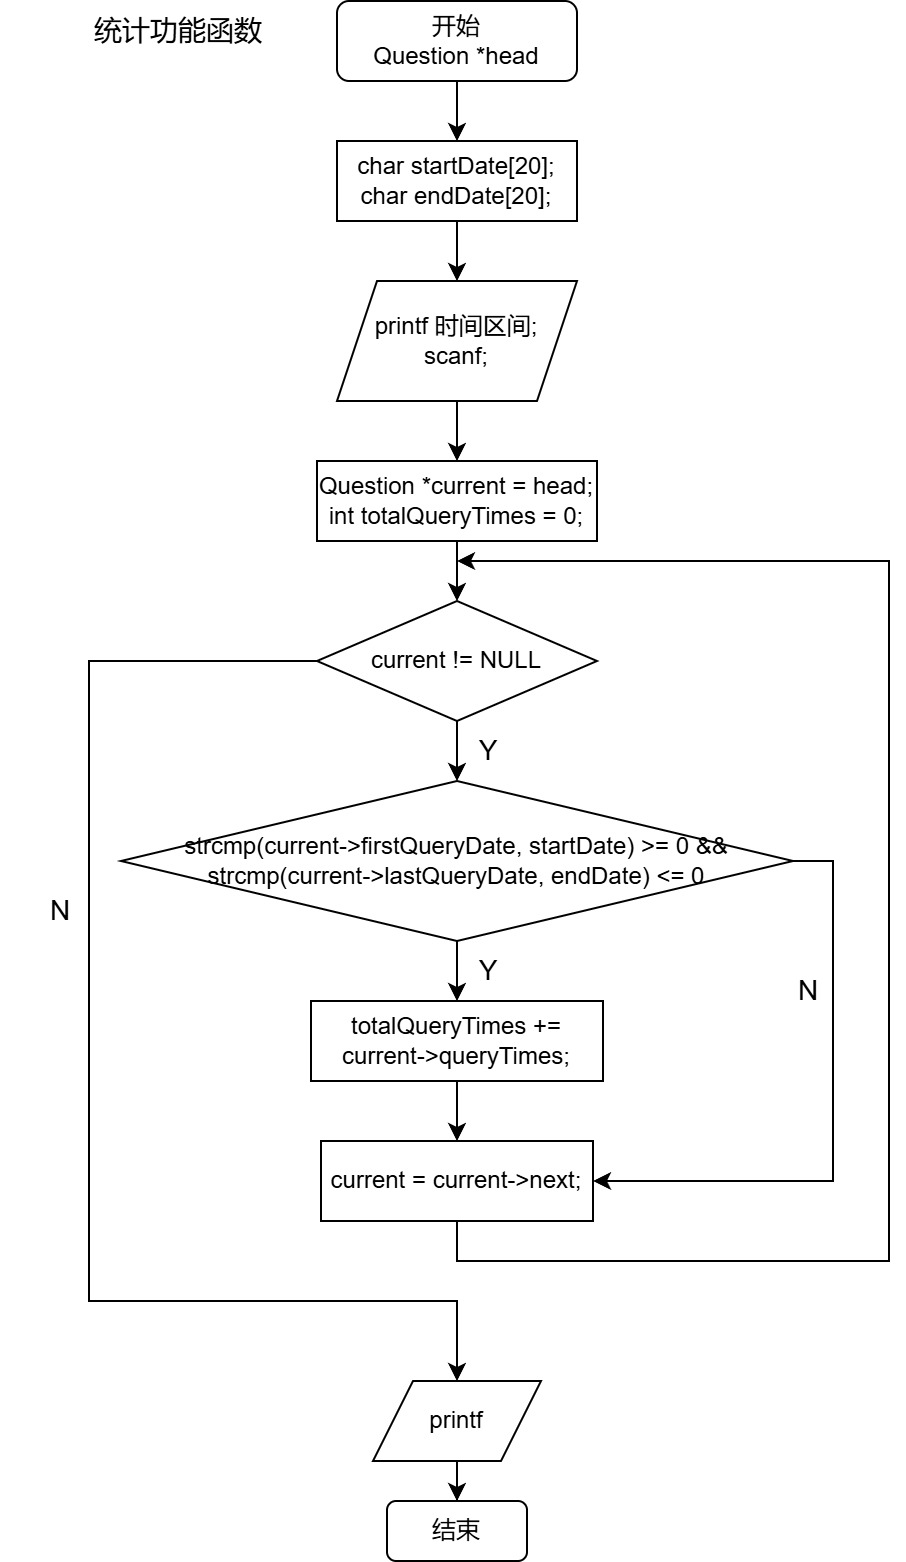 统计功能函数
开始
Question *head
char startDate[20];
char endDate[20];
printf 时间区间;
scanf;
Question *current = head;
int totalQueryTimes = 0;
current != NULL
Y
strcmp(current->firstQueryDate, startDate) >= 0 &&
strcmp(current->lastQueryDate, endDate) <= 0
N
Y
N
totalQueryTimes +=
current->queryTimes;
current = current->next;
printf
结束